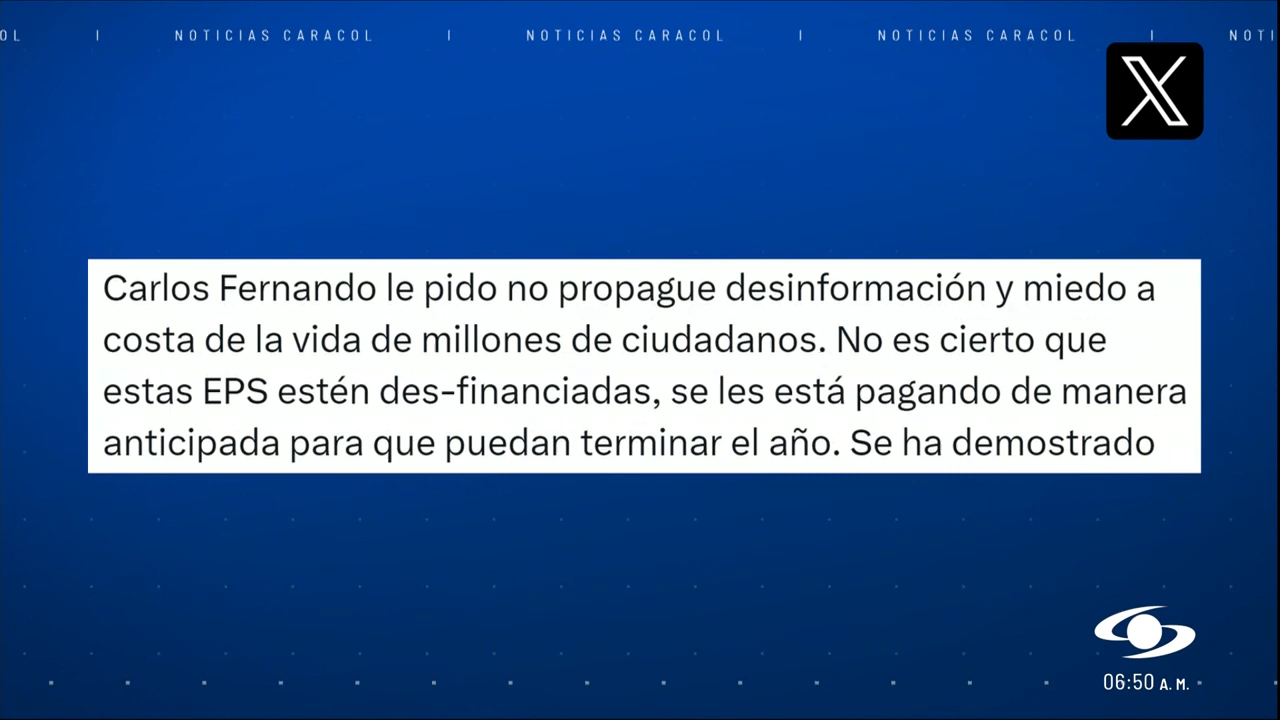 OL | NOTICIAS CARACOL | NOTICIAS CARACOL | NOTICIAS CARACOL | NOTI
X
Carlos Fernando le pido no propague desinformación y miedo a
costa de la vida de millones de ciudadanos. No es cierto que
estas EPS estén des-financiadas, se les está pagando de manera
anticipada para que puedan terminar el año. Se ha demostrado
06:50 A. M.